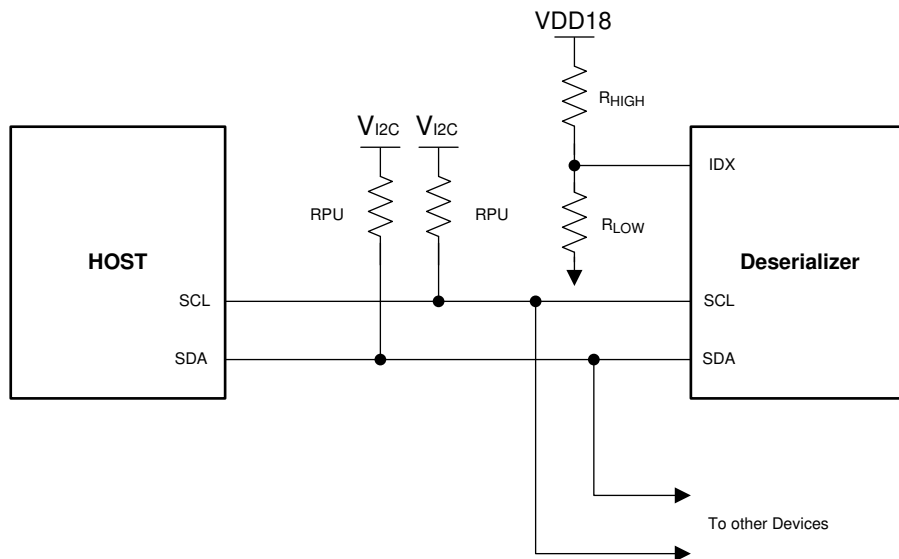 VDD18
RHIGH
VI2C VI2C
IDX
RPU RPU
RLOW
HOST
Deserializer
SCL SCL
SDA SDA
To other Devices